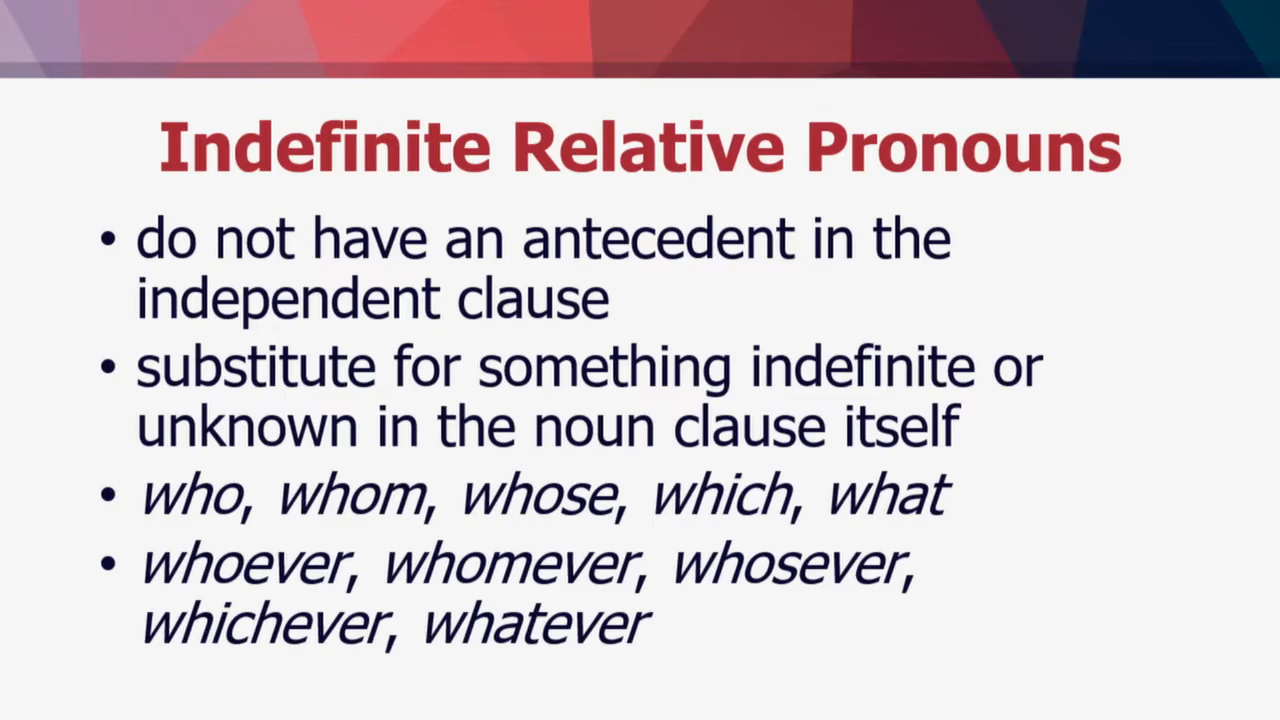 Indefinite Relative Pronouns
• do not have an antecedent in the
independent clause
• substitute for something indefinite or
unknown in the noun clause itself
• who, whom, whose, which, what
• whoever, whomever, whosever,
whichever, whatever